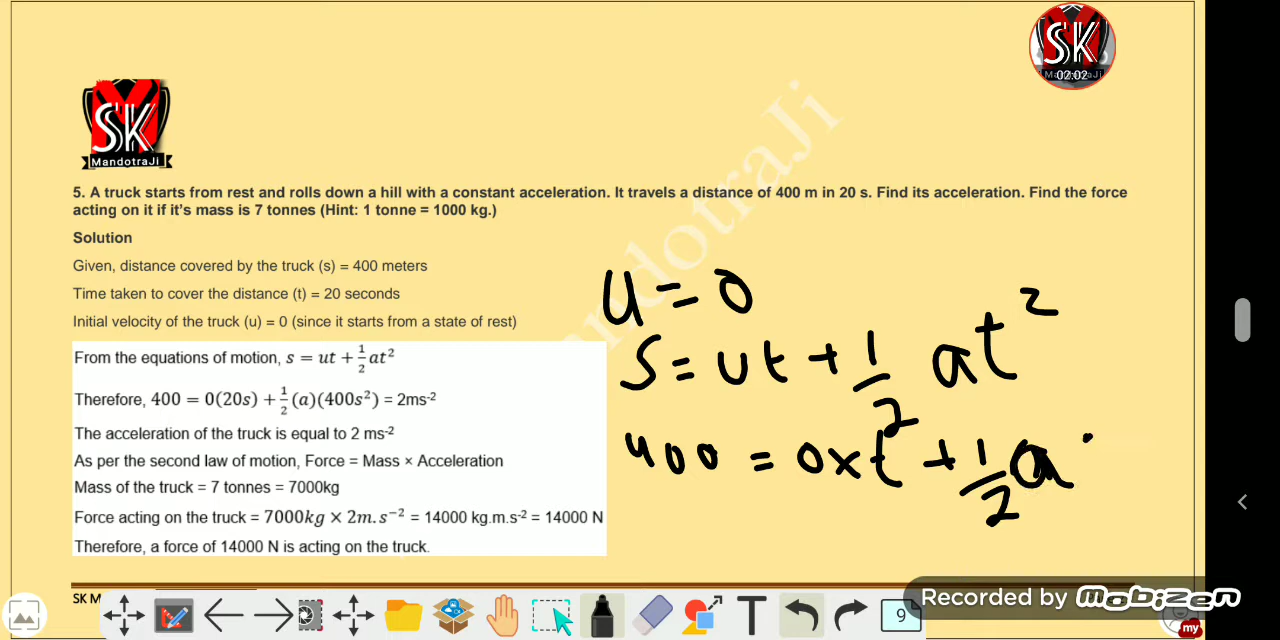 SK
MandotraJi
02:02
SK
MandotraJi
MandotraJi
5. A truck starts from rest and rolls down a hill with a constant acceleration. It travels a distance of 400 m in 20 s. Find its acceleration. Find the force
acting on it if it's mass is 7 tonnes (Hint: 1 tonne = 1000 kg.)
Solution
Given, distance covered by the truck (s) = 400 meters
Time taken to cover the distance (t) = 20 seconds
Initial velocity of the truck (u) = 0 (since it starts from a state of rest)
From the equations of motion, s = ut + 1/2 at²
Therefore, 400 = 0(20s) + 1/2 (a)(400s²) = 2ms-²
The acceleration of the truck is equal to 2 ms-²
As per the second law of motion, Force = Mass × Acceleration
Mass of the truck = 7 tonnes = 7000kg
Force acting on the truck = 7000kg × 2m.s⁻² = 14000 kg.m.s-² = 14000 N
Therefore, a force of 14000 N is acting on the truck.
u = 0
s = ut + 1/2 at²
400 = 0×t + 1/2 a
SK M
Recorded by mobizen
T
9
my